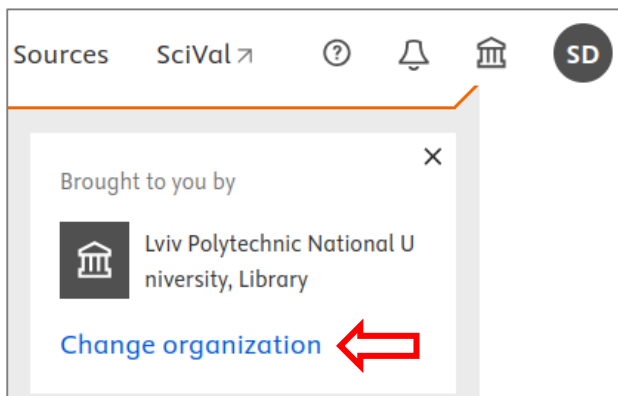 Sources SciVal ↗ SD
Brought to you by
Lviv Polytechnic National U
niversity, Library
Change organization